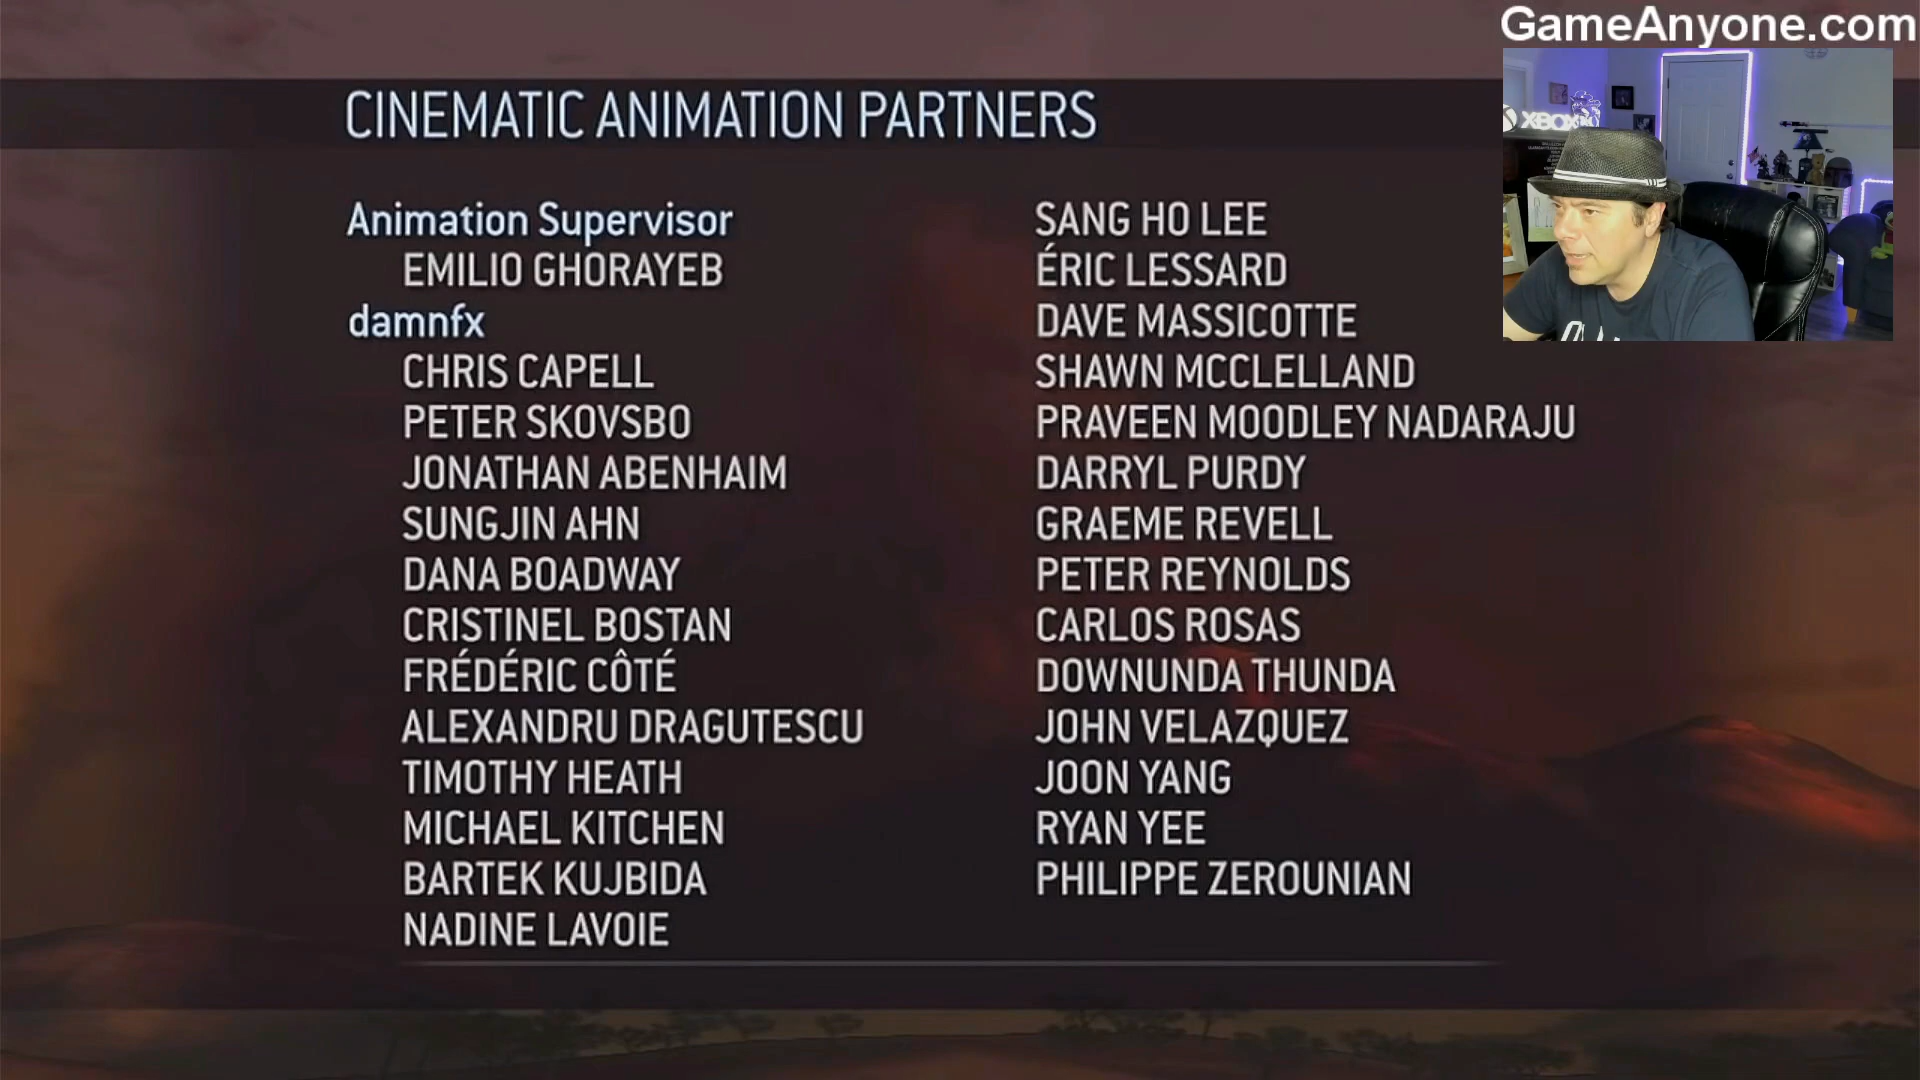 GameAnyone.com
CINEMATIC ANIMATION PARTNERS
Animation Supervisor
EMILIO GHORAYEB
damnfx
CHRIS CAPELL
PETER SKOVSBO
JONATHAN ABENHAIM
SUNGJIN AHN
DANA BOADWAY
CRISTINEL BOSTAN
FRÉDÉRIC CÔTÉ
ALEXANDRU DRAGUTESCU
TIMOTHY HEATH
MICHAEL KITCHEN
BARTEK KUJBIDA
NADINE LAVOIE
SANG HO LEE
ÉRIC LESSARD
DAVE MASSICOTTE
SHAWN MCCLELLAND
PRAVEEN MOODLEY NADARAJU
DARRYL PURDY
GRAEME REVELL
PETER REYNOLDS
CARLOS ROSAS
DOWNUNDA THUNDA
JOHN VELAZQUEZ
JOON YANG
RYAN YEE
PHILIPPE ZEROUNIAN
XBOX